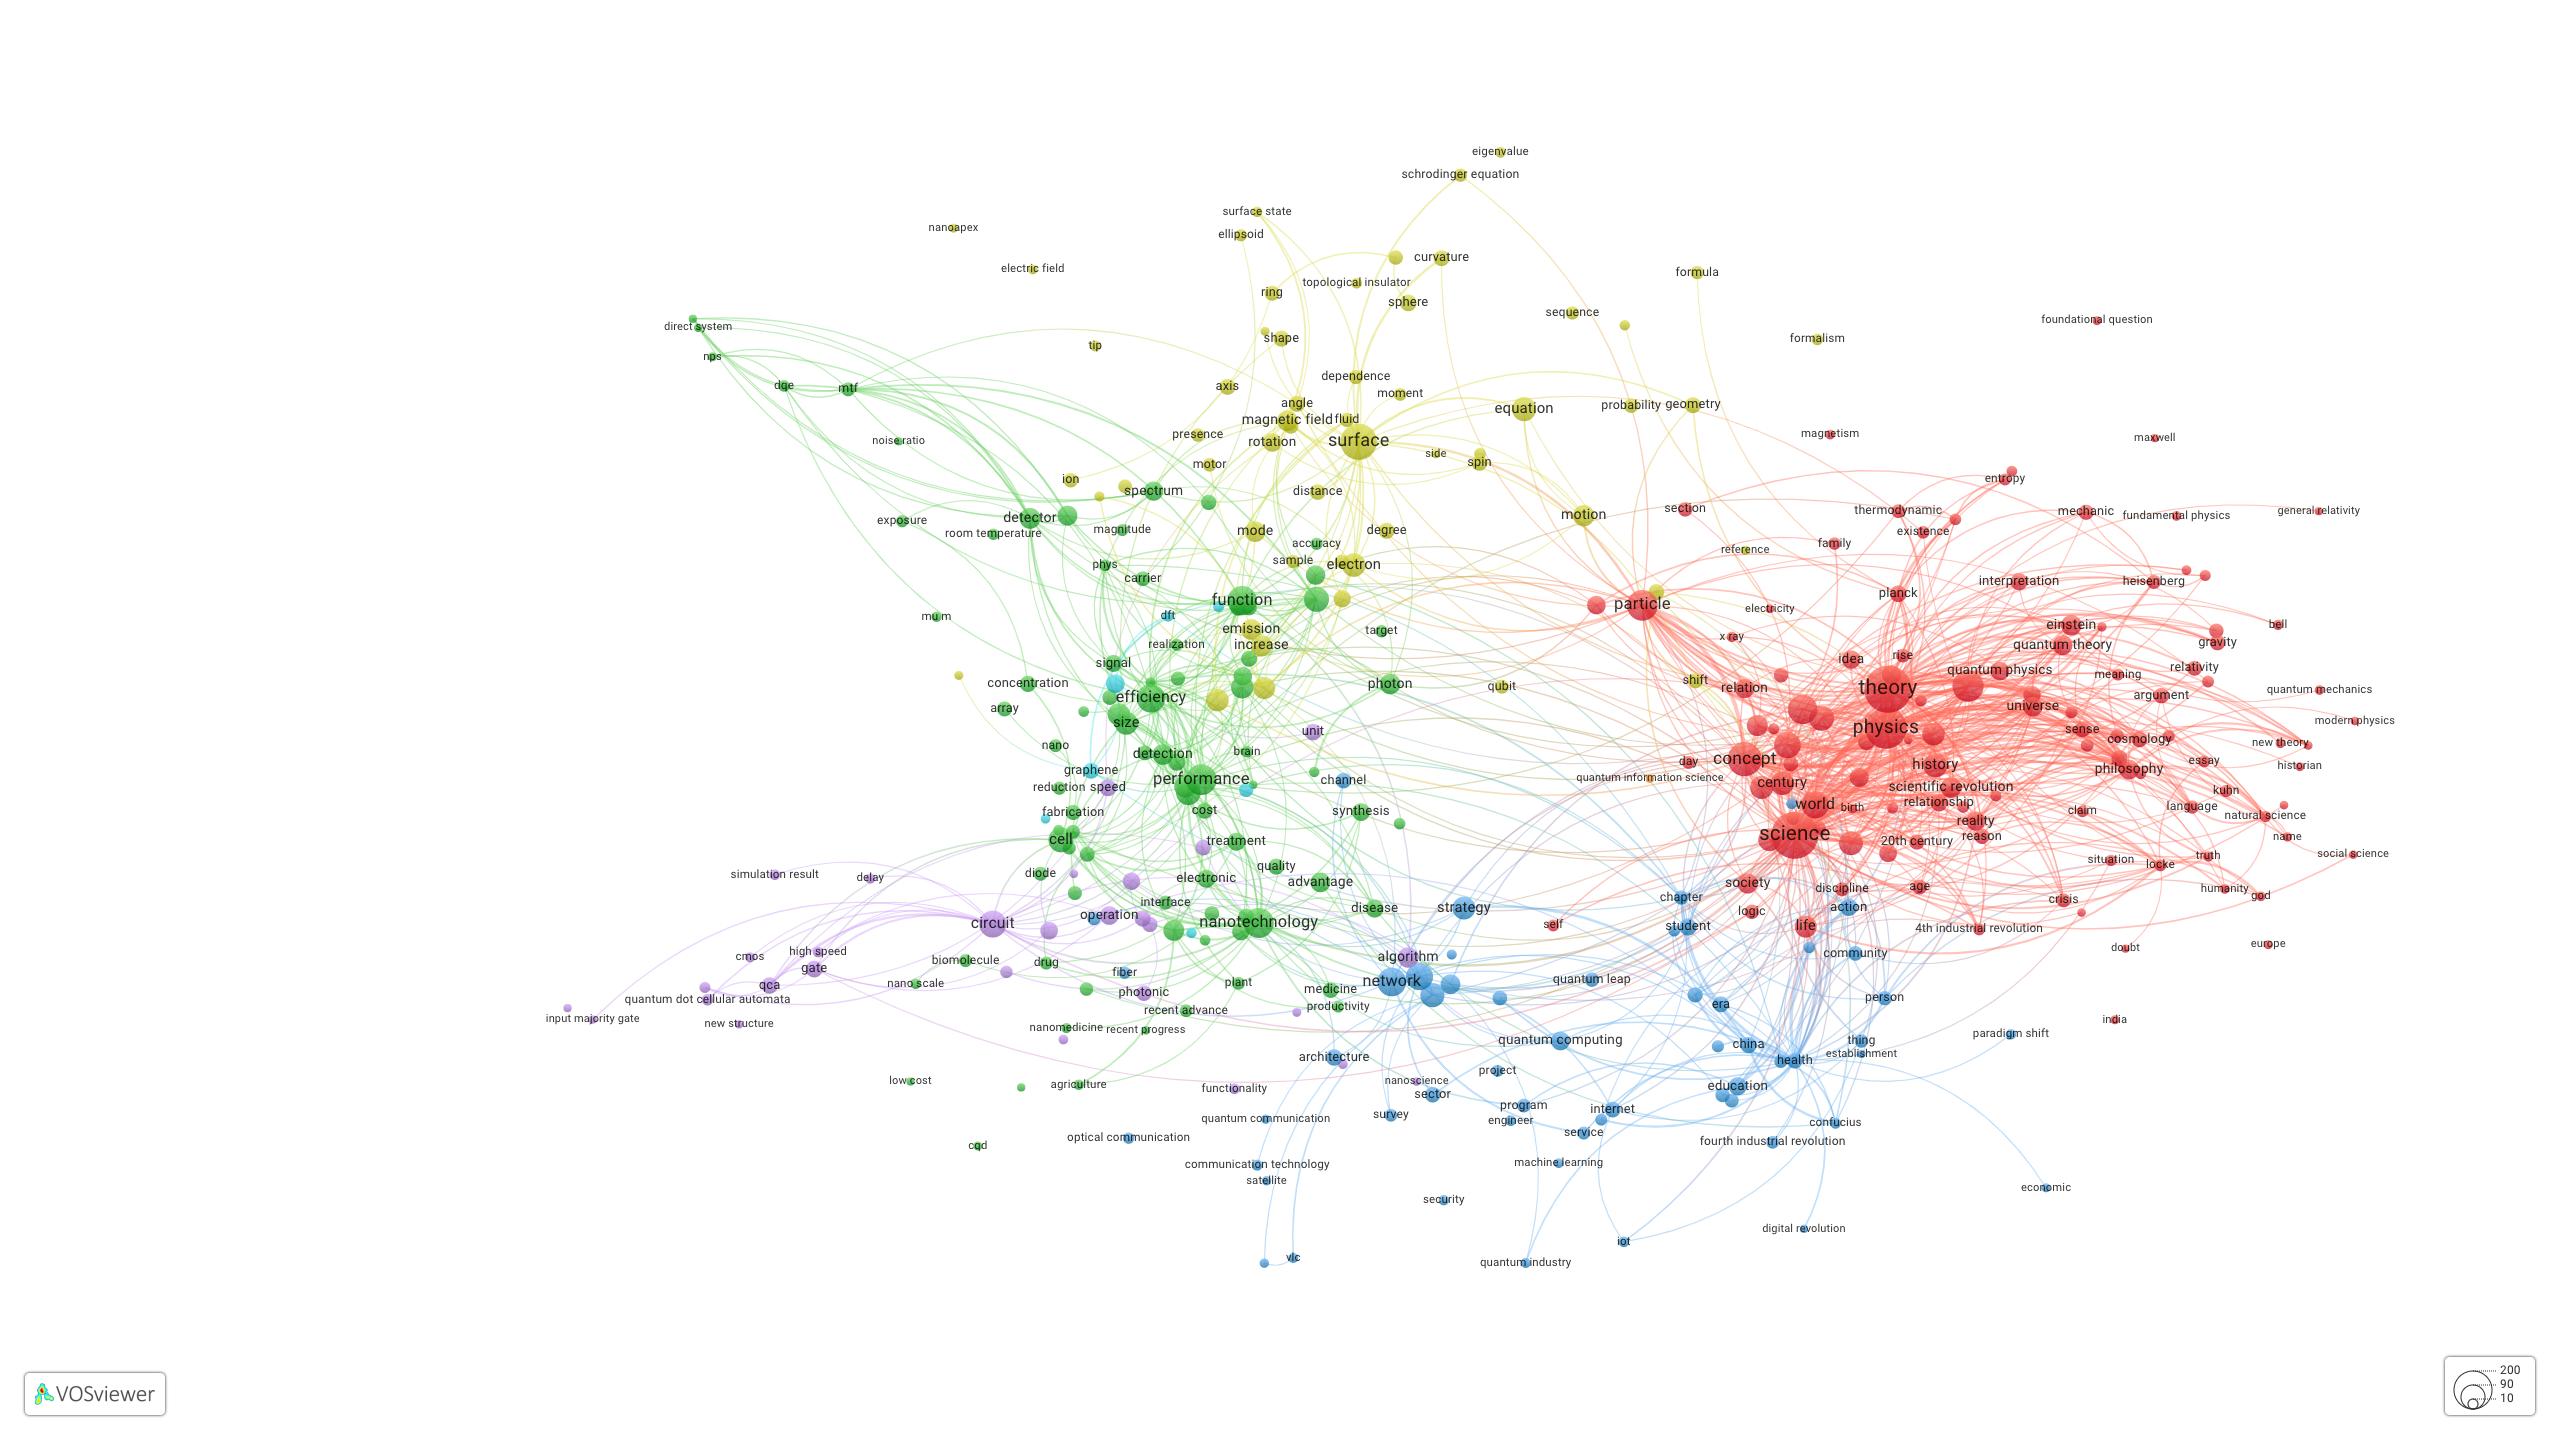 eigenvalue
schrodinger equation
surface state
nanoapex
ellipsoid
curvature
electric field
formula
topological insulator
ring
sphere
sequence
foundational question
direct system
shape
formalism
tip
nps
dependence
dqe
mtf
axis
moment
angle
equation
probability
geometry
magnetic field
fluid
presence
magnetism
maxwell
noise ratio
rotation
surface
side
motor
spin
ion
entropy
spectrum
distance
section
thermodynamic
mechanic
general relativity
exposure
detector
motion
fundamental physics
room temperature
magnitude
mode
degree
existence
accuracy
family
reference
sample
electron
phys
carrier
interpretation
heisenberg
planck
function
particle
electricity
mu m
dft
emission
target
x ray
einstein
bell
realization
increase
quantum theory
gravity
signal
idea
rise
relativity
concentration
photon
qubit
shift
relation
theory
quantum physics
meaning
quantum mechanics
efficiency
argument
array
size
universe
modern physics
unit
physics
sense
cosmology
new theory
nano
detection
brain
concept
day
history
philosophy
essay
historian
graphene
performance
channel
quantum information science
century
reduction
speed
scientific revolution
kuhn
fabrication
cost
synthesis
world
birth
relationship
claim
language
natural science
reality
cell
treatment
science
20th century
reason
name
social science
quality
situation
locke
truth
simulation result
delay
diode
electronic
advantage
society
discipline
age
humanity
god
interface
disease
strategy
chapter
action
crisis
circuit
operation
nanotechnology
self
logic
student
life
4th industrial revolution
europe
cmos
high speed
algorithm
community
doubt
gate
biomolecule
drug
fiber
qca
nano scale
photonic
plant
medicine
network
quantum leap
person
quantum dot cellular automata
recent advance
productivity
era
input majority gate
new structure
nanomedicine
recent progress
india
paradigm shift
architecture
quantum computing
china
thing
establishment
health
low cost
agriculture
functionality
nanoscience
project
education
sector
survey
program
internet
quantum communication
engineer
confucius
optical communication
service
fourth industrial revolution
cqd
communication technology
machine learning
satellite
security
economic
digital revolution
iot
vlc
quantum industry
VOSviewer
200
90
10